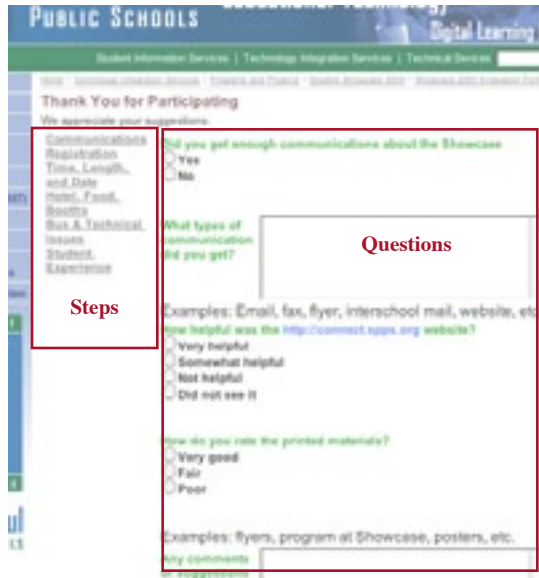 PUBLIC SCHOOLS
Educational Technology
Digital Learning
Student Information Services | Technology Integration Services | Technical Services
Thank You for Participating
We appreciate your suggestions.
Communications
Registration
Time, Length,
and Date
Hotel, Food,
Booths
Bus & Technical
Issues
Student
Experience
Steps
Did you get enough communications about the Showcase
Yes
No
What types of
communication
did you get?
Questions
Examples: Email, fax, flyer, interschool mail, website, etc
How helpful was the http://connect.spps.org website?
Very helpful
Somewhat helpful
Not helpful
Did not see it
How do you rate the printed materials?
Very good
Fair
Poor
Examples: flyers, program at Showcase, posters, etc.
Any comments
or suggestions